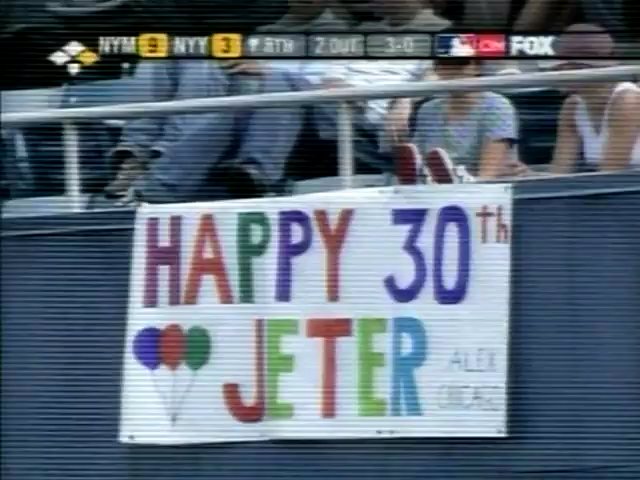 NYM 9 NYY 3 ▼ 8TH 2 OUT 3-0 FOX
HAPPY 30th
JETER
ALEX
CHICAGO